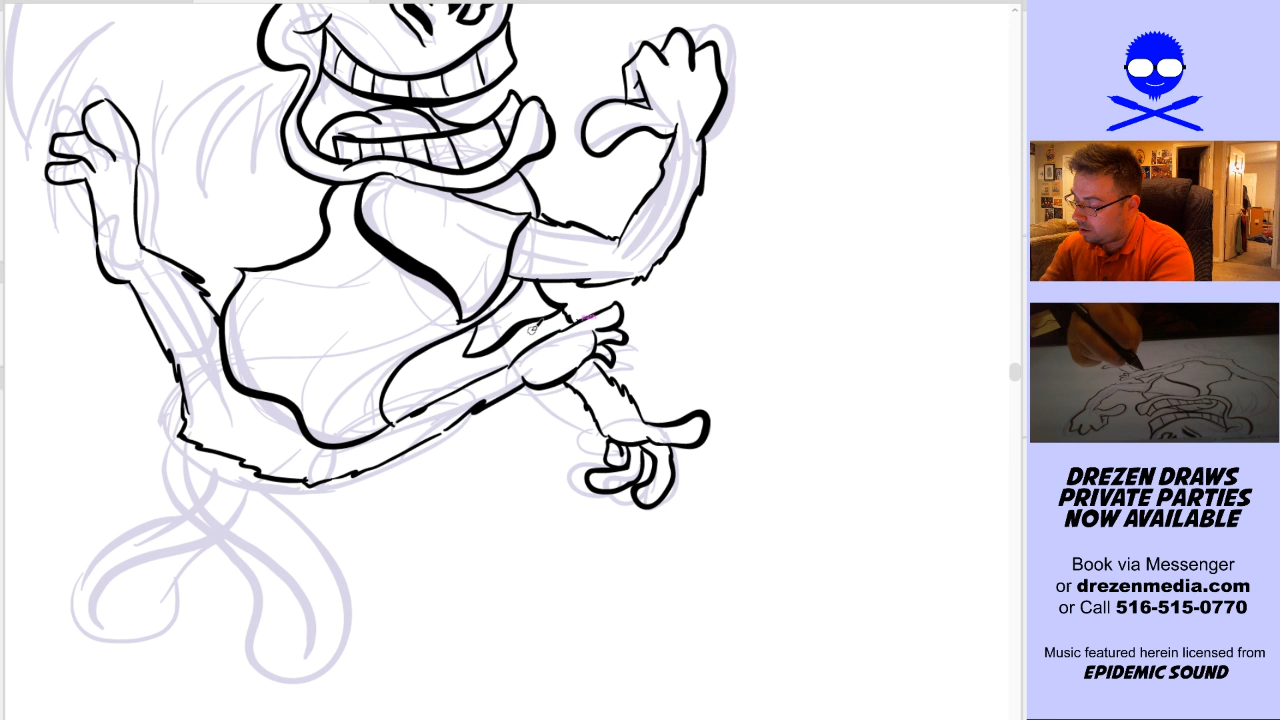 DREZEN DRAWS
PRIVATE PARTIES
NOW AVAILABLE
Book via Messenger
or drezenmedia.com
or Call 516-515-0770
Music featured herein licensed from
EPIDEMIC SOUND